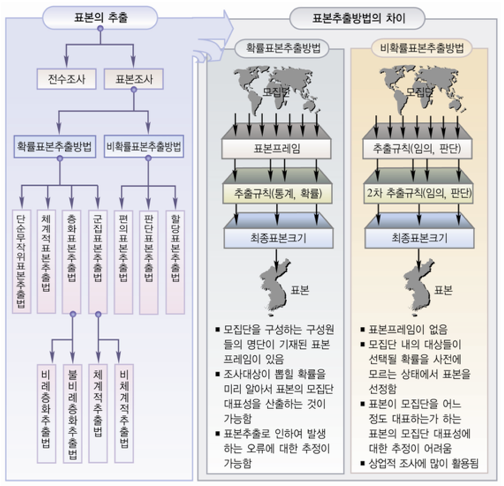 표본의 추출
전수조사
표본조사
확률표본추출방법
비확률표본추출방법
단순무작위표본추출법
체계적표본추출법
층화표본추출법
군집표본추출법
편의표본추출법
판단표본추출법
할당표본추출법
비례층화추출법
불비례층화추출법
체계적추출법
비체계적추출법
표본추출방법의 차이
확률표본추출방법
모집단
표본프레임
추출규칙(통계, 확률)
최종표본크기
표본
■ 모집단을 구성하는 구성원
들의 명단이 기재된 표본
프레임이 있음
■ 조사대상이 뽑힐 확률을
미리 알아서 표본의 모집단
대표성을 산출하는 것이
가능함
■ 표본추출로 인하여 발생
하는 오류에 대한 추정이
가능함
비확률표본추출방법
모집단
추출규칙(임의, 판단)
2차 추출규칙(임의, 판단)
최종표본크기
표본
■ 표본프레임이 없음
■ 모집단 내의 대상들이
선택될 확률을 사전에
모르는 상태에서 표본을
선정함
■ 표본이 모집단을 어느
정도 대표하는가 하는
표본의 모집단 대표성에
대한 추정이 어려움
■ 상업적 조사에 많이 활용됨